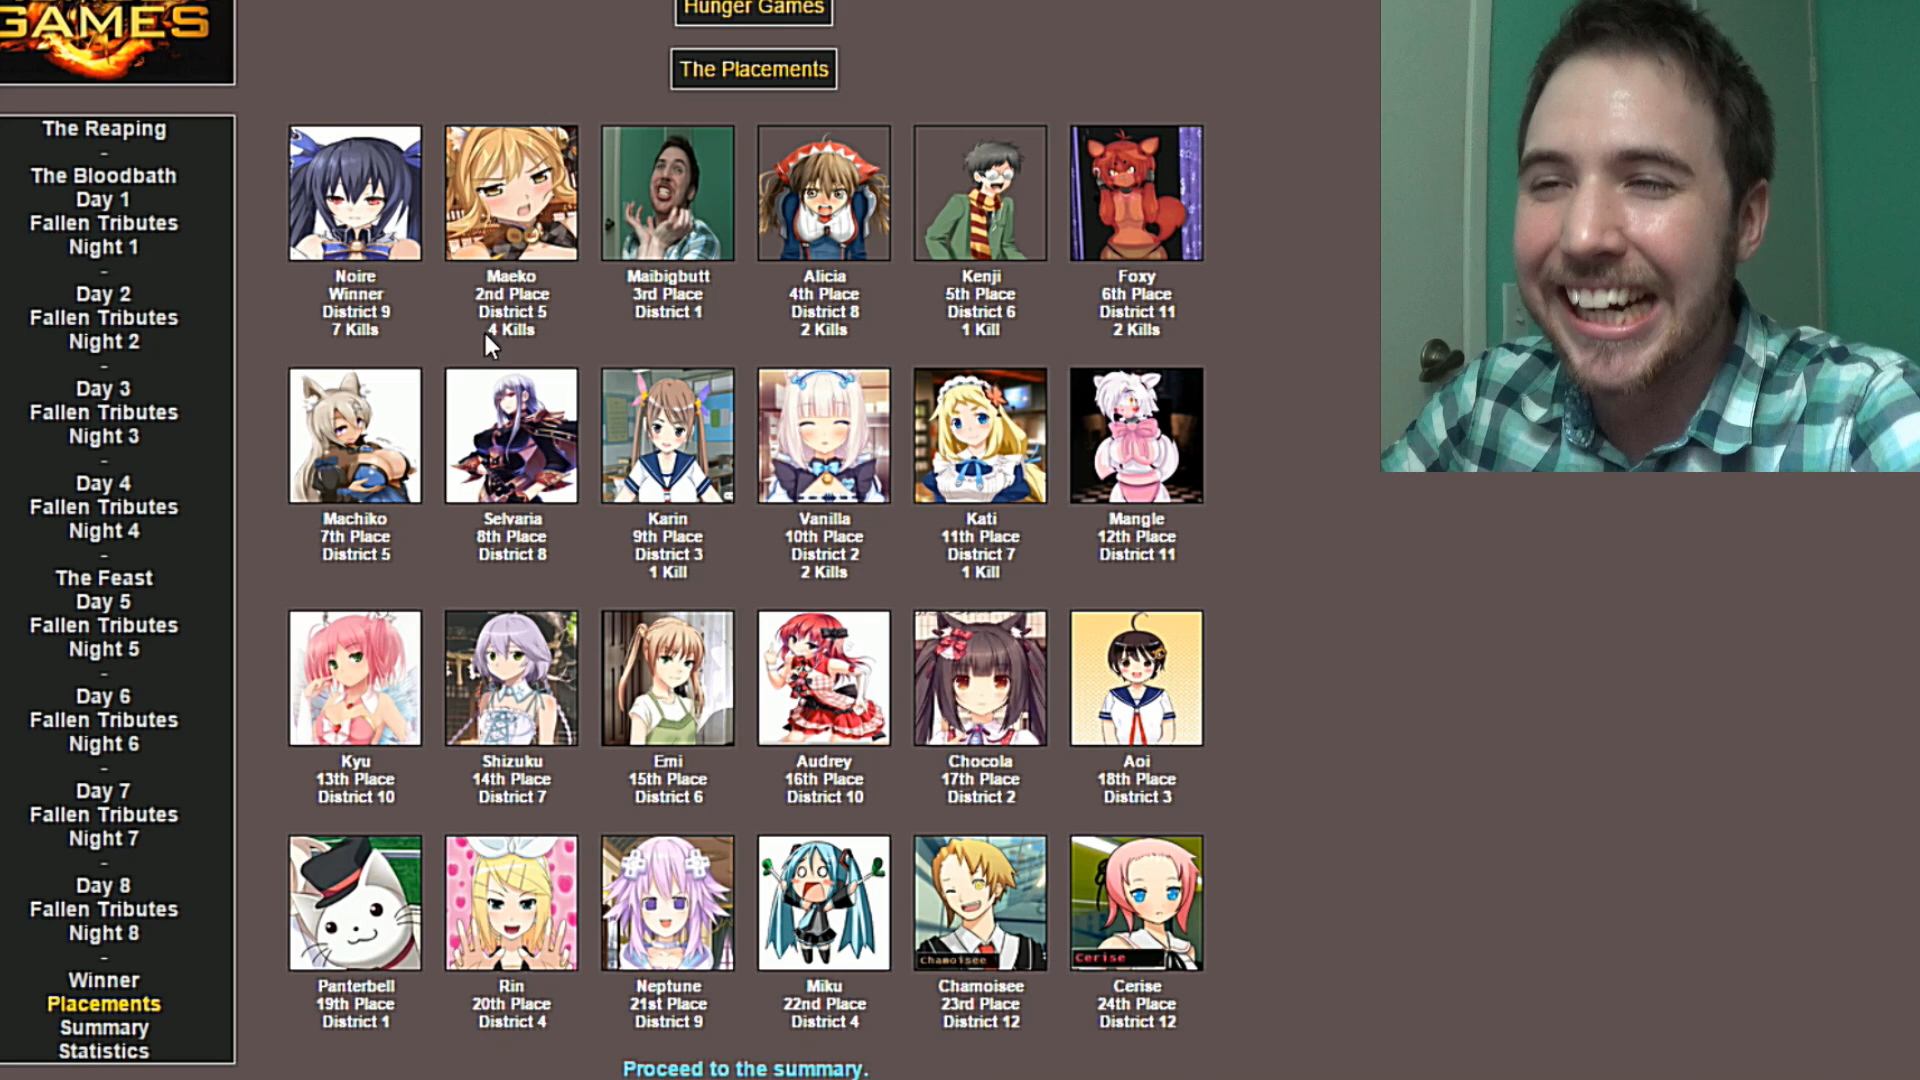 GAMES
Hunger Games
The Placements
The Reaping
-
The Bloodbath
Day 1
Fallen Tributes
Night 1
-
Day 2
Fallen Tributes
Night 2
-
Day 3
Fallen Tributes
Night 3
-
Day 4
Fallen Tributes
Night 4
-
The Feast
Day 5
Fallen Tributes
Night 5
-
Day 6
Fallen Tributes
Night 6
-
Day 7
Fallen Tributes
Night 7
-
Day 8
Fallen Tributes
Night 8
-
Winner
Placements
Summary
Statistics
Noire
Winner
District 9
7 Kills
Maeko
2nd Place
District 5
4 Kills
Maibigbutt
3rd Place
District 1
Alicia
4th Place
District 8
2 Kills
Kenji
5th Place
District 6
1 Kill
Foxy
6th Place
District 11
2 Kills
Machiko
7th Place
District 5
Selvaria
8th Place
District 8
Karin
9th Place
District 3
1 Kill
Vanilla
10th Place
District 2
2 Kills
Kati
11th Place
District 7
1 Kill
Mangle
12th Place
District 11
Kyu
13th Place
District 10
Shizuku
14th Place
District 7
Emi
15th Place
District 6
Audrey
16th Place
District 10
Chocola
17th Place
District 2
Aoi
18th Place
District 3
Panterbell
19th Place
District 1
Rin
20th Place
District 4
Neptune
21st Place
District 9
Miku
22nd Place
District 4
Chamoisee
Chamoisee
23rd Place
District 12
Cerise
Cerise
24th Place
District 12
Proceed to the summary.